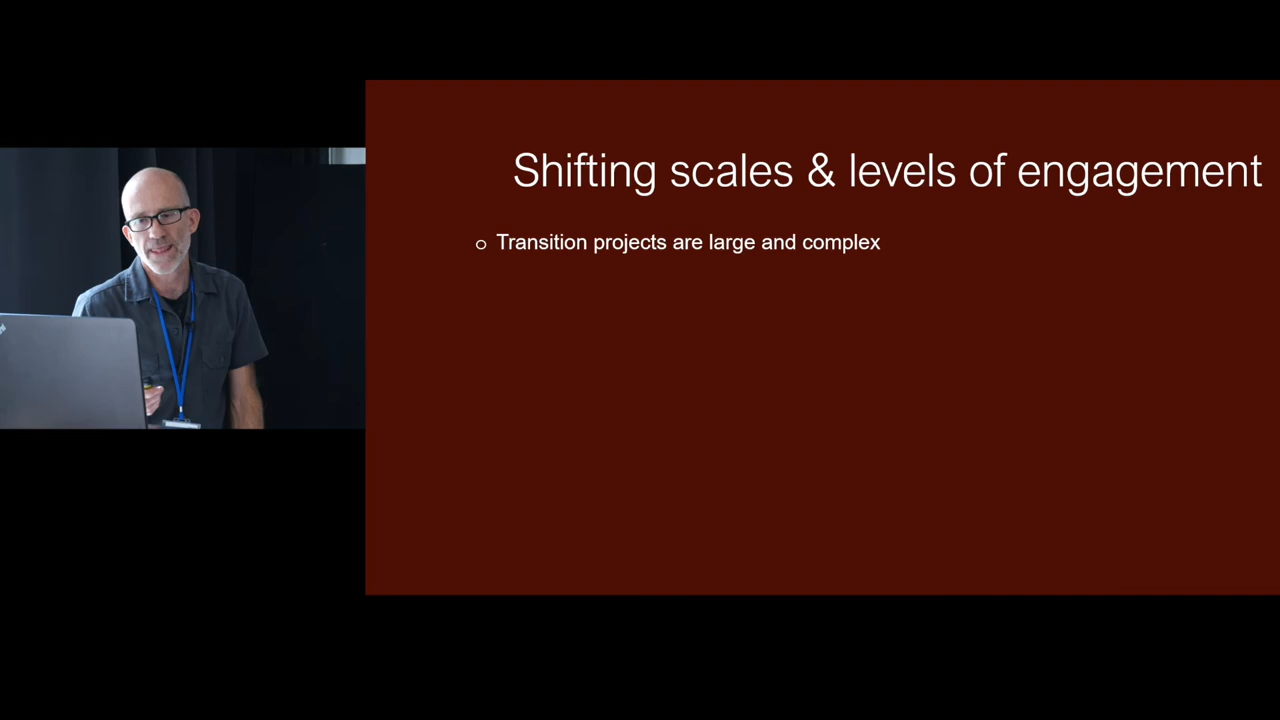 Shifting scales & levels of engagement
Transition projects are large and complex